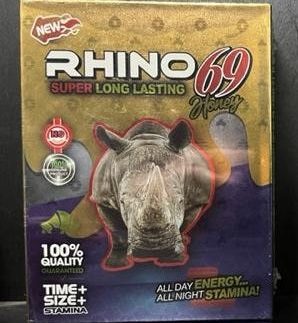 NEW
RHINO 69
SUPER LONG LASTING
Honey
100%
QUALITY
GUARANTEED
TIME+
SIZE+
STAMINA
ALL DAY ENERGY...
ALL NIGHT STAMINA!